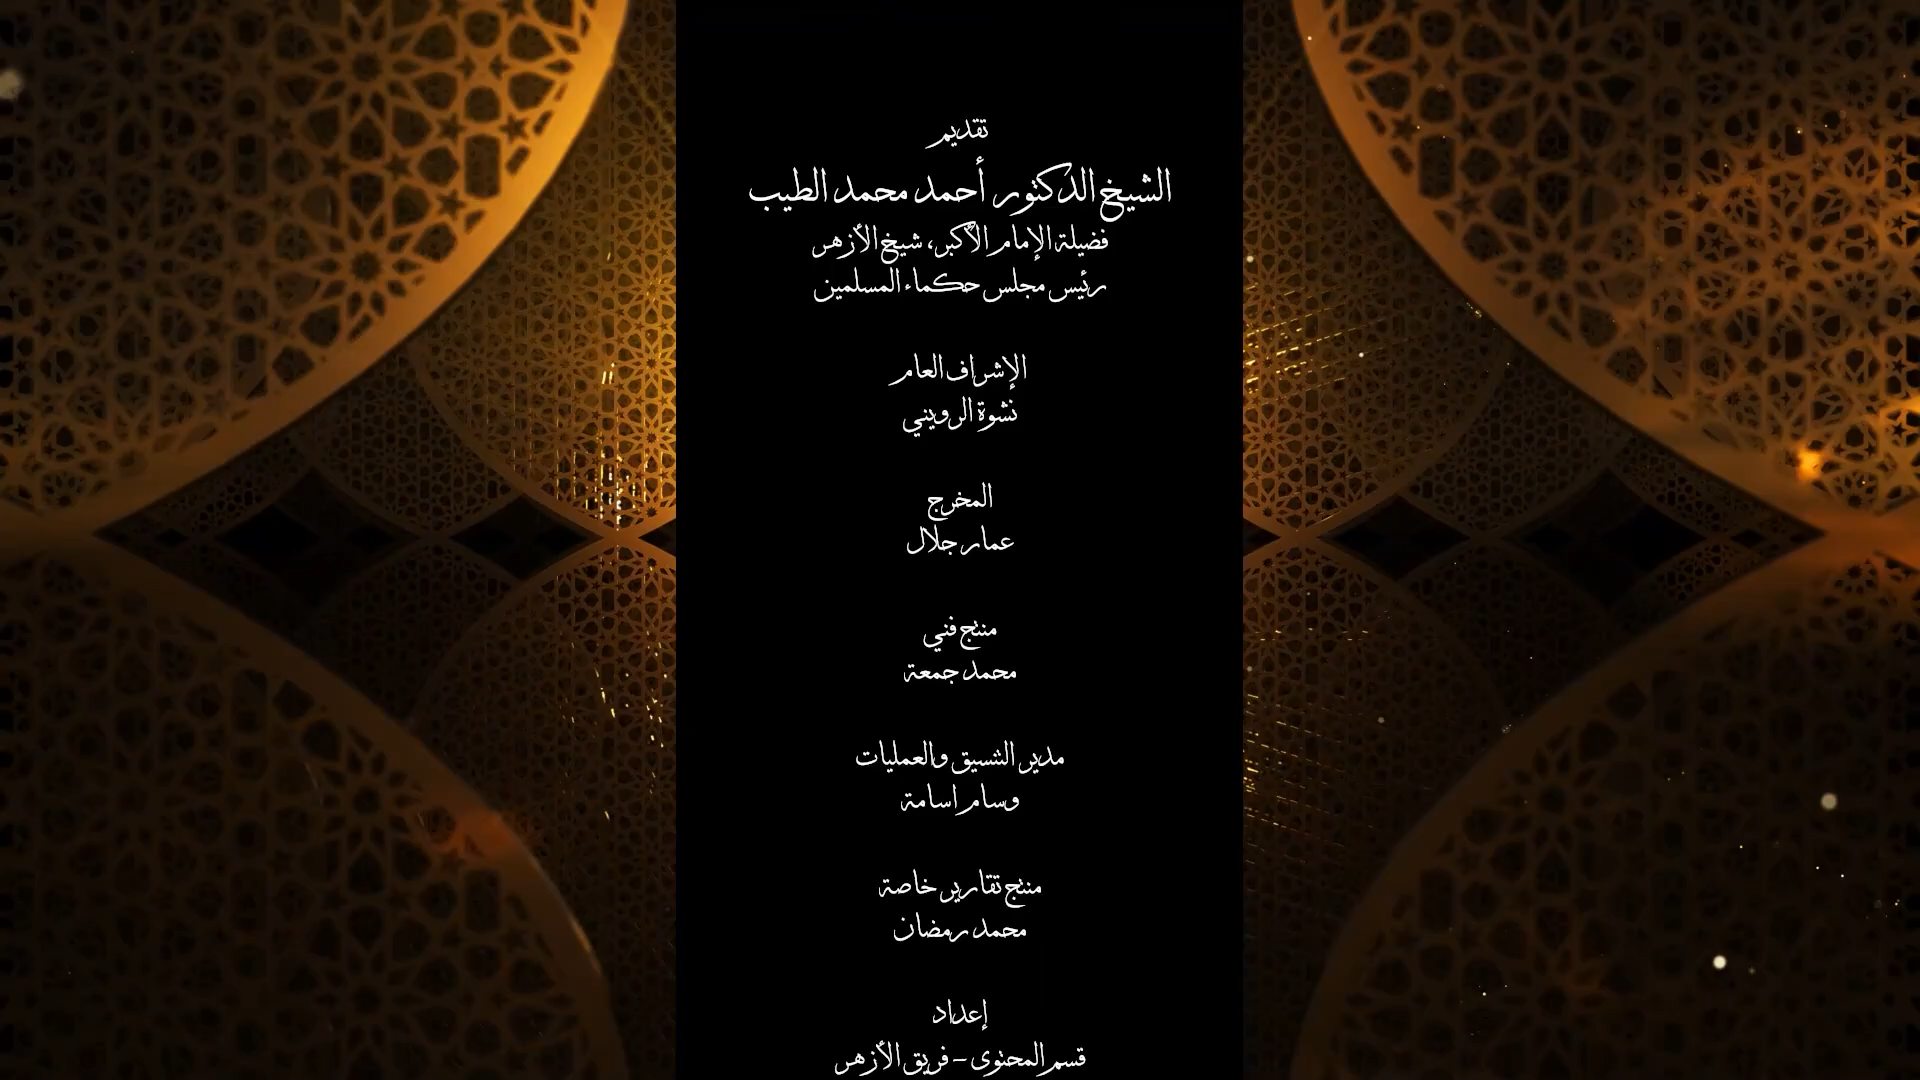 تقديم
الشيخ الدكتور أحمد محمد الطيب
فضيلة الإمام الأكبر، شيخ الأزهر
رئيس مجلس حكماء المسلمين
الإشراف العام
نشوة الرويني
المخرج
عمار جلال
منتج فني
محمد جمعة
مدير التنسيق والعمليات
وسام اسامة
منتج تقارير خاصة
محمد رمضان
إعداد
قسم المحتوى – فريق الأزهر